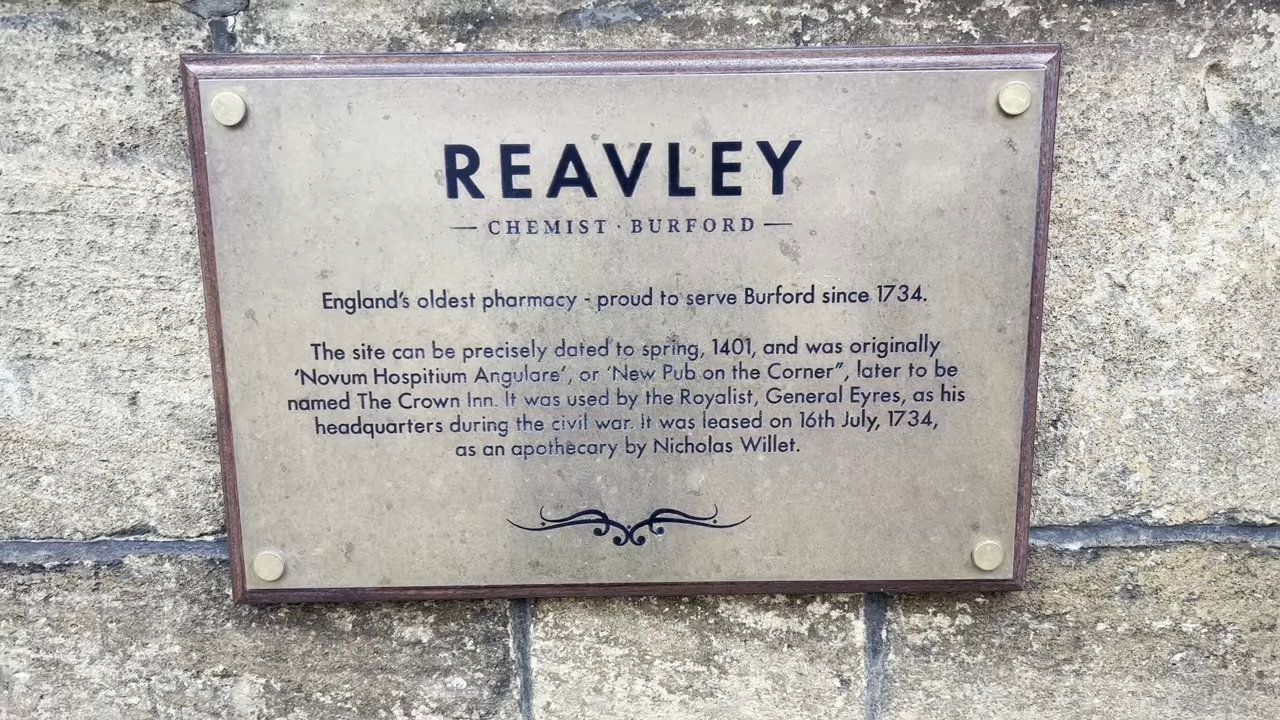 REAVLEY
— CHEMIST · BURFORD —
England's oldest pharmacy - proud to serve Burford since 1734.
The site can be precisely dated to spring, 1401, and was originally
‘Novum Hospitium Angulare’, or ‘New Pub on the Corner”, later to be
named The Crown Inn. It was used by the Royalist, General Eyres, as his
headquarters during the civil war. It was leased on 16th July, 1734,
as an apothecary by Nicholas Willet.